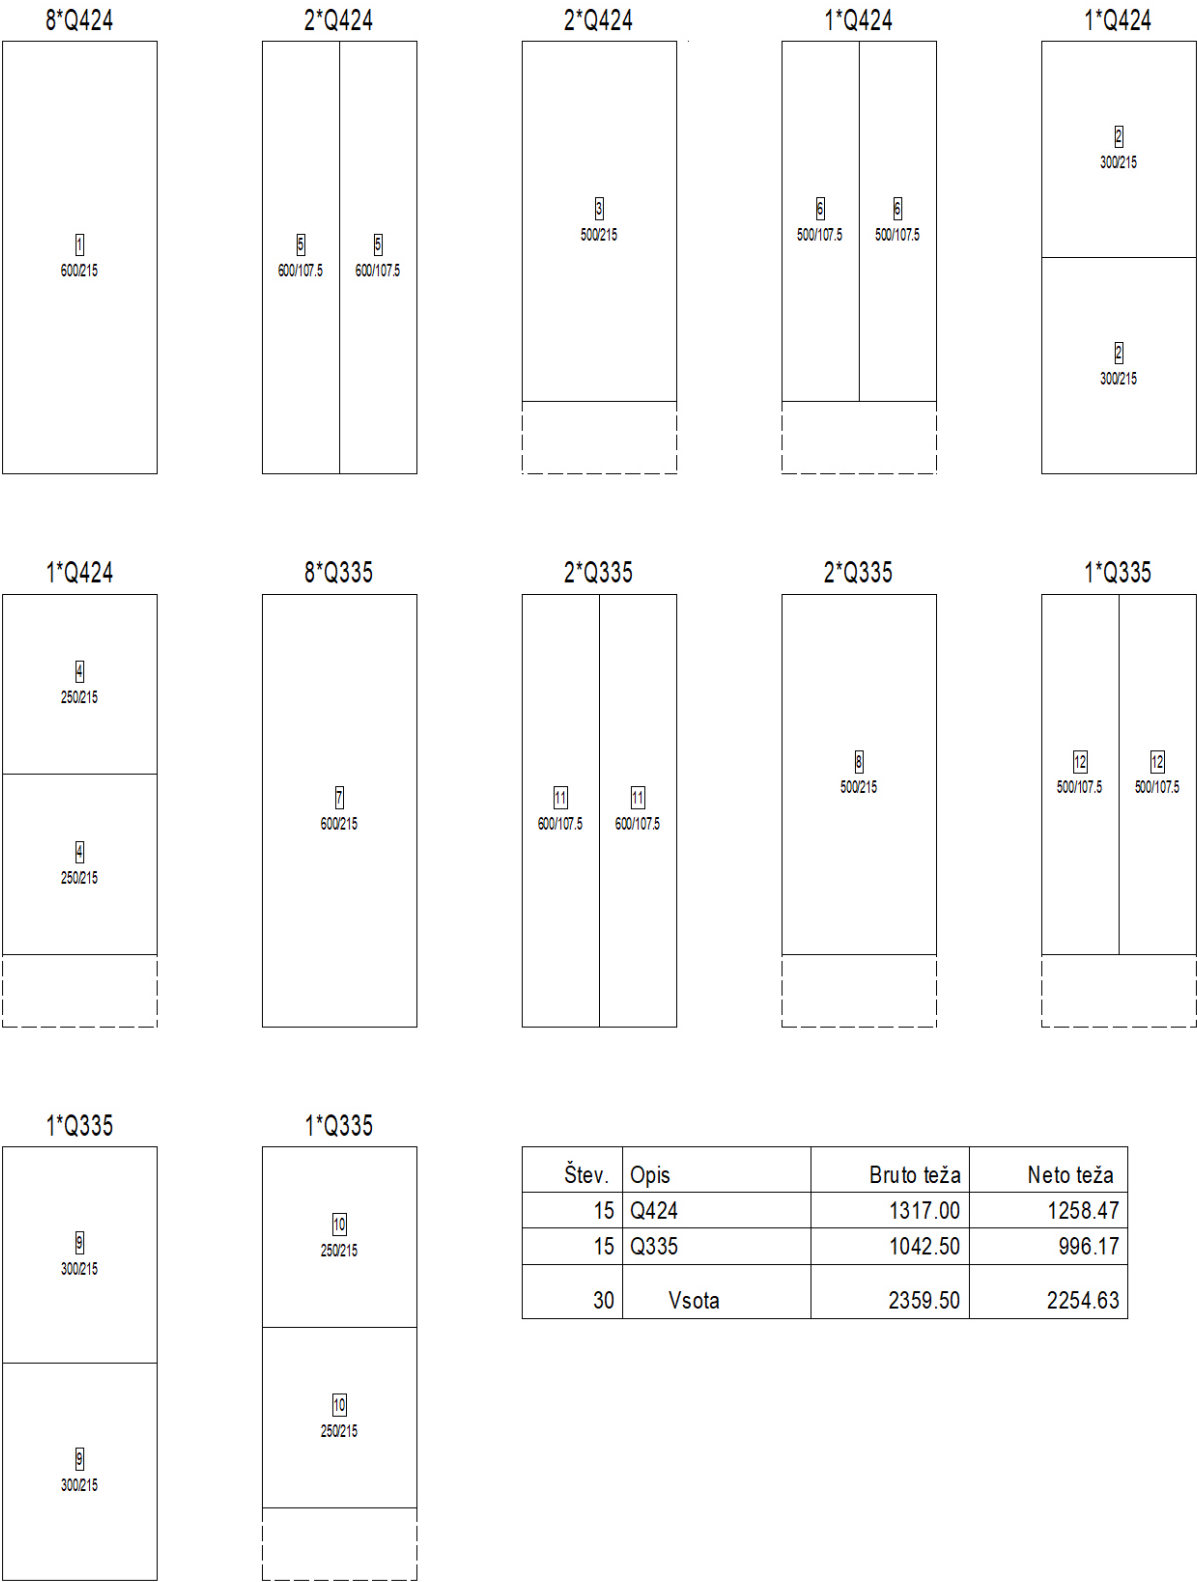 8*Q424
2*Q424
2*Q424
1*Q424
1*Q424
1
600/215
5
600/107.5
5
600/107.5
3
500/215
6
500/107.5
6
500/107.5
2
300/215
2
300/215
1*Q424
8*Q335
2*Q335
2*Q335
1*Q335
4
250/215
4
250/215
7
600/215
11
600/107.5
11
600/107.5
8
500/215
12
500/107.5
12
500/107.5
1*Q335
1*Q335
9
300/215
9
300/215
10
250/215
10
250/215
Štev. Opis Bruto teža Neto teža
15 Q424 1317.00 1258.47
15 Q335 1042.50 996.17
30 Vsota 2359.50 2254.63